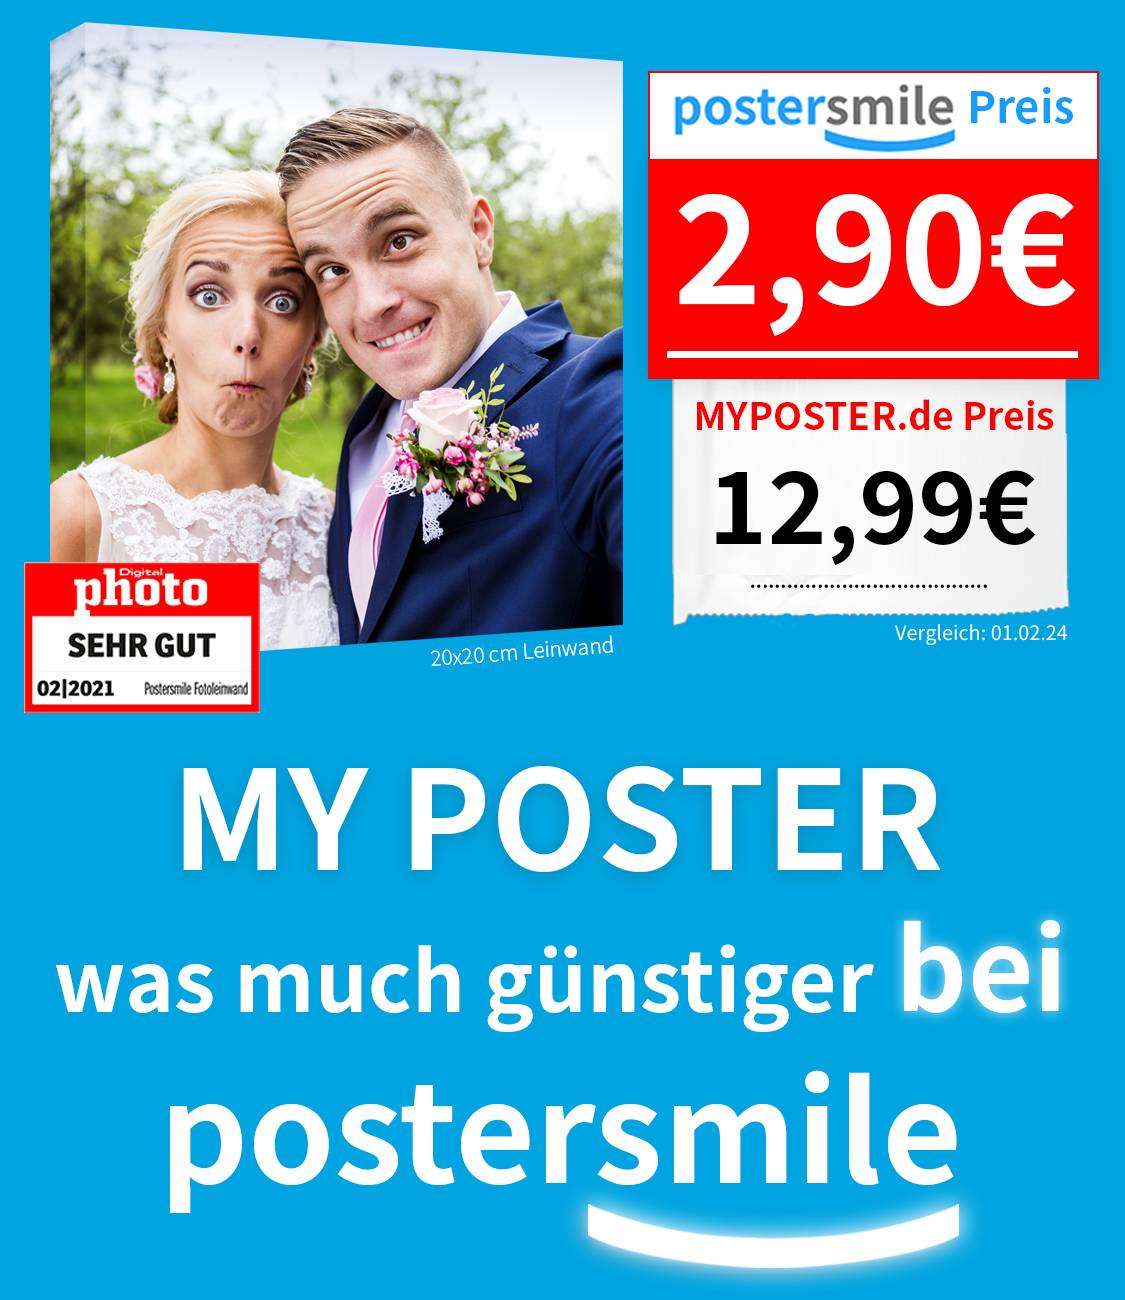 postersmile Preis
2,90€
MYPOSTER.de Preis
12,99€
Vergleich: 01.02.24
20x20 cm Leinwand
Digital
photo
SEHR GUT
02|2021 Postersmile Fotoleinwand
MY POSTER
was much günstiger bei
postersmile